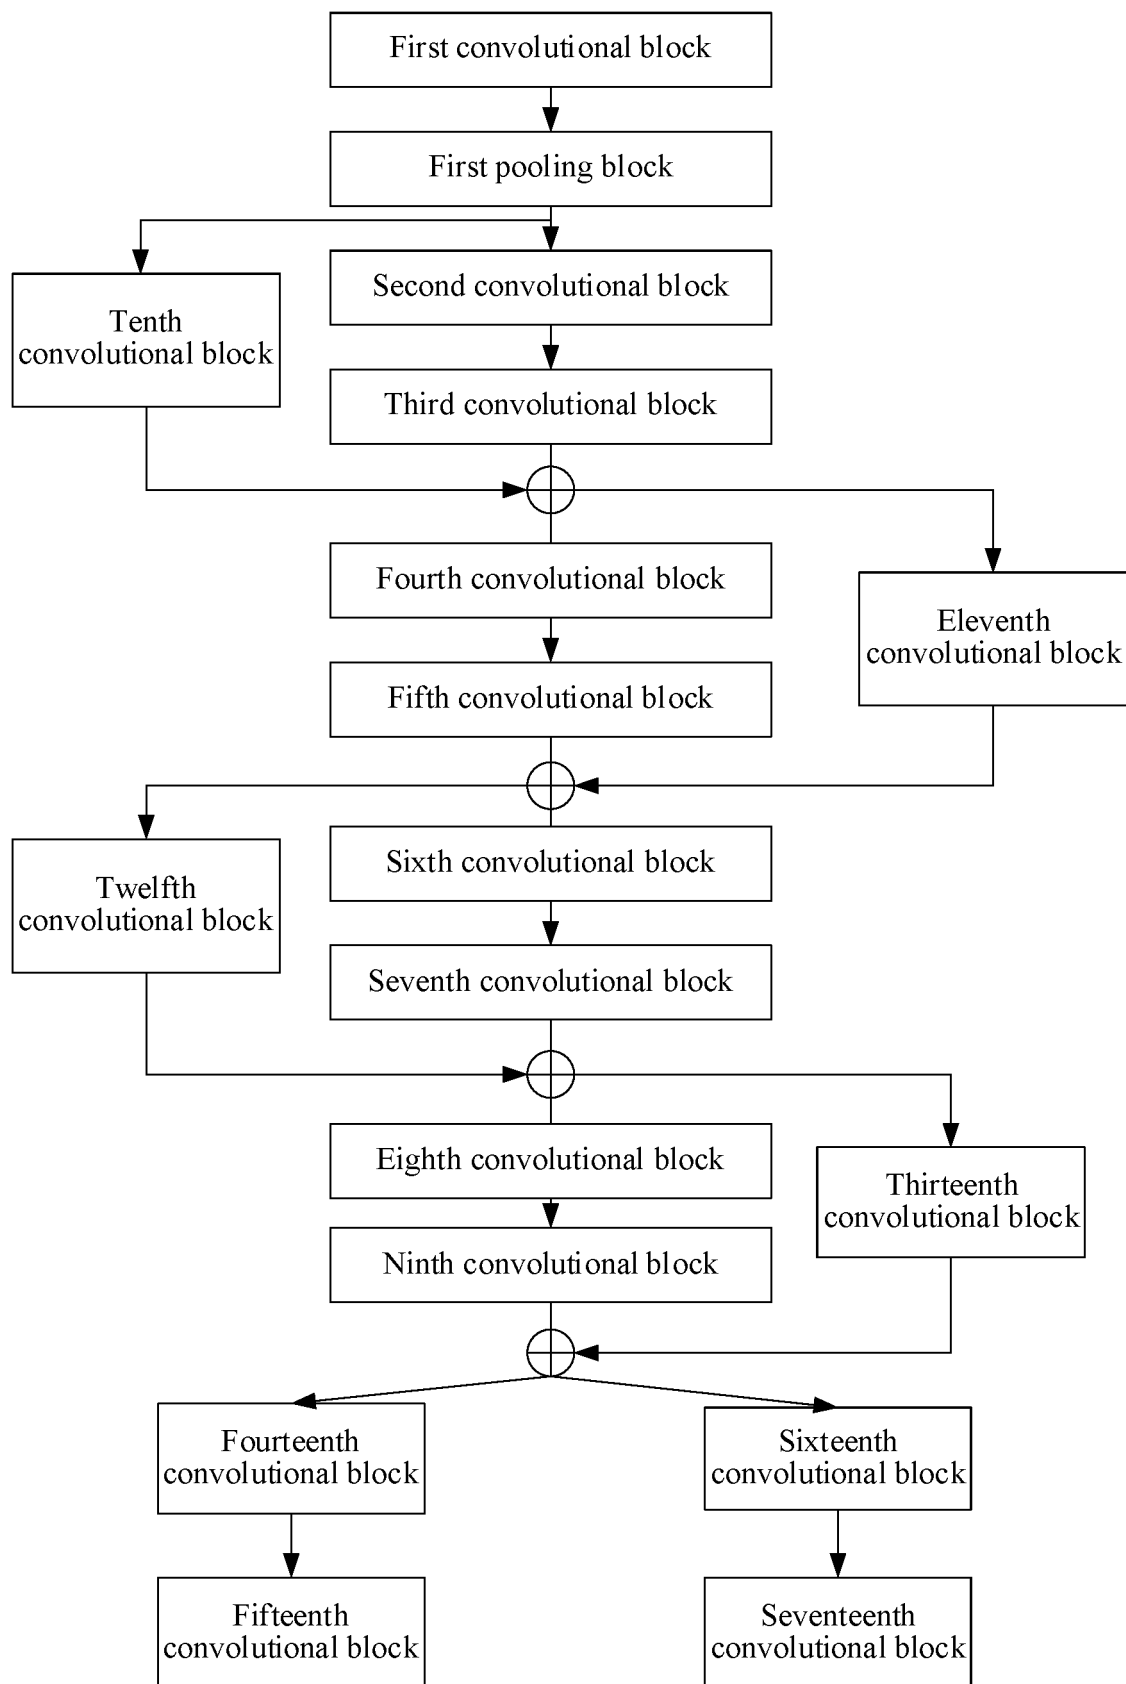 First convolutional block
First pooling block
Second convolutional block
Tenth
convolutional block
Third convolutional block
Fourth convolutional block
Eleventh
convolutional block
Fifth convolutional block
Sixth convolutional block
Twelfth
convolutional block
Seventh convolutional block
Eighth convolutional block
Thirteenth
convolutional block
Ninth convolutional block
Fourteenth
convolutional block
Sixteenth
convolutional block
Fifteenth
convolutional block
Seventeenth
convolutional block